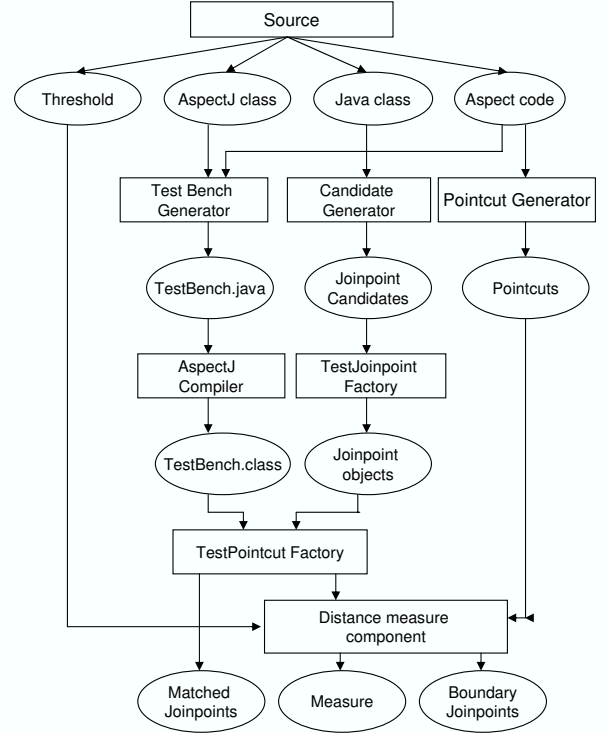 Source
Threshold
AspectJ class
Java class
Aspect code
Test Bench
Generator
Candidate
Generator
Pointcut Generator
TestBench.java
Joinpoint
Candidates
Pointcuts
AspectJ
Compiler
TestJoinpoint
Factory
TestBench.class
Joinpoint
objects
TestPointcut Factory
Distance measure
component
Matched
Joinpoints
Measure
Boundary
Joinpoints